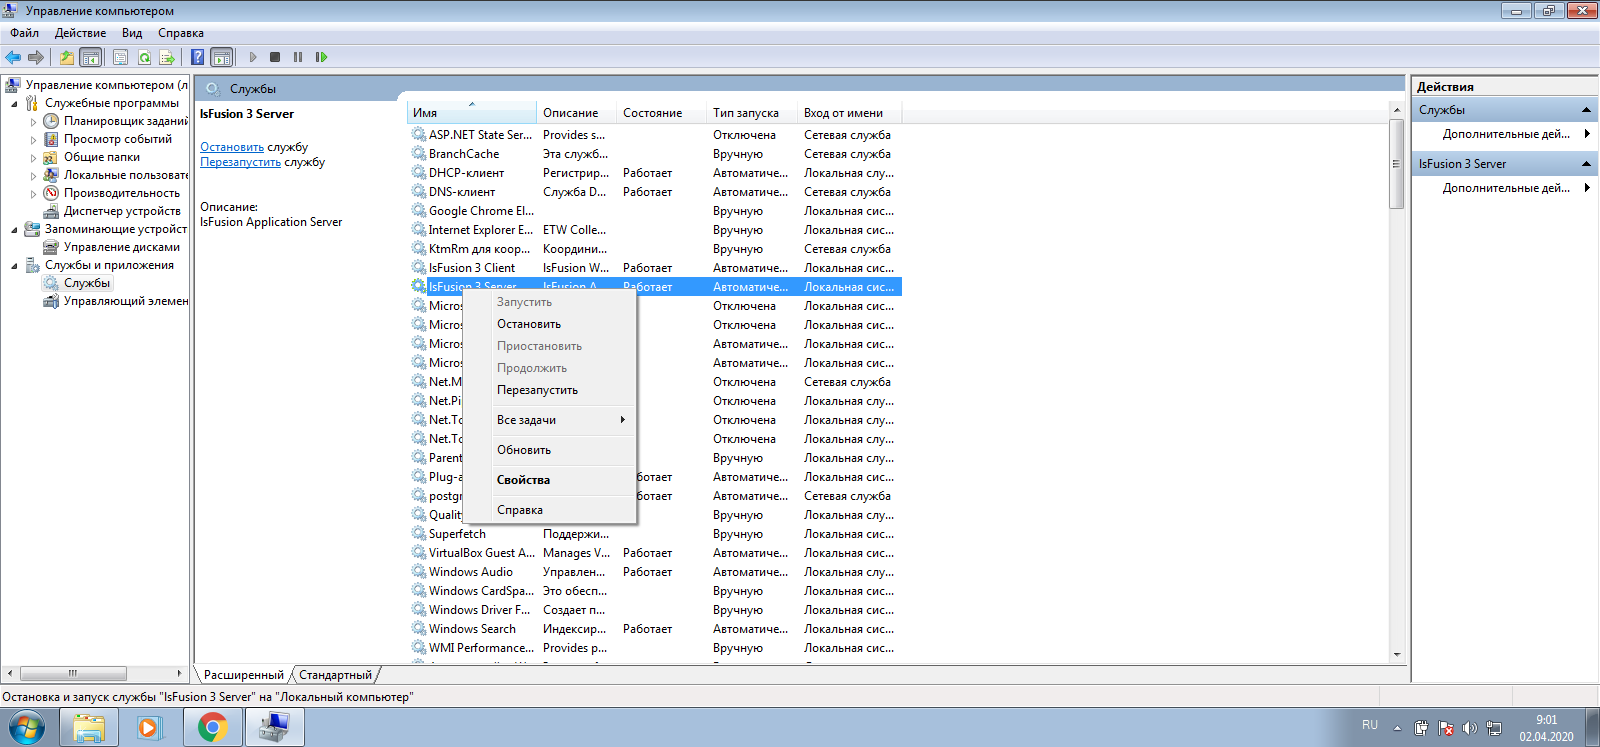 Управление компьютером
Файл Действие Вид Справка
Управление компьютером (л
Служебные программы
Планировщик заданий
Просмотр событий
Общие папки
Локальные пользовате
Производительность
Диспетчер устройств
Запоминающие устройст
Управление дисками
Службы и приложения
Службы
Управляющий элемен
Службы
lsFusion 3 Server
Остановить службу
Перезапустить службу
Описание:
lsFusion Application Server
Имя Описание Состояние Тип запуска Вход от имени
ASP.NET State Ser... Provides s... Отключена Сетевая служба
BranchCache Эта служб... Вручную Сетевая служба
DHCP-клиент Регистрир... Работает Автоматиче... Локальная слу...
DNS-клиент Служба D... Работает Автоматиче... Сетевая служба
Google Chrome El... Вручную Локальная сис...
Internet Explorer E... ETW Colle... Вручную Локальная сис...
KtmRm для коор... Координи... Вручную Сетевая служба
lsFusion 3 Client lsFusion W... Работает Автоматиче... Локальная сис...
lsFusion 3 Server lsFusion A... Работает Автоматиче... Локальная сис...
Micros Отключена Локальная сис...
Micros Отключена Локальная сис...
Micros Автоматиче... Локальная сис...
Micros Автоматиче... Локальная сис...
Net.M Отключена Сетевая служба
Net.Pi Отключена Локальная слу...
Net.Tc Отключена Локальная слу...
Net.Tc Отключена Локальная слу...
Parent Вручную Локальная слу...
Plug-a ботает Автоматиче... Локальная сис...
postgr ботает Автоматиче... Сетевая служба
Quality Вручную Локальная слу...
Superfetch Поддержи... Вручную Локальная сис...
VirtualBox Guest A... Manages V... Работает Автоматиче... Локальная сис...
Windows Audio Управлен... Работает Автоматиче... Локальная слу...
Windows CardSpa... Это обесп... Вручную Локальная сис...
Windows Driver F... Создает п... Вручную Локальная сис...
Windows Search Индексир... Работает Автоматиче... Локальная сис...
WMI Performance... Provides p... Вручную Локальная сис...
Запустить
Остановить
Приостановить
Продолжить
Перезапустить
Все задачи
Обновить
Свойства
Справка
Расширенный Стандартный
Действия
Службы
Дополнительные дей...
lsFusion 3 Server
Дополнительные дей...
Остановка и запуск службы "lsFusion 3 Server" на "Локальный компьютер"
RU
9:01
02.04.2020